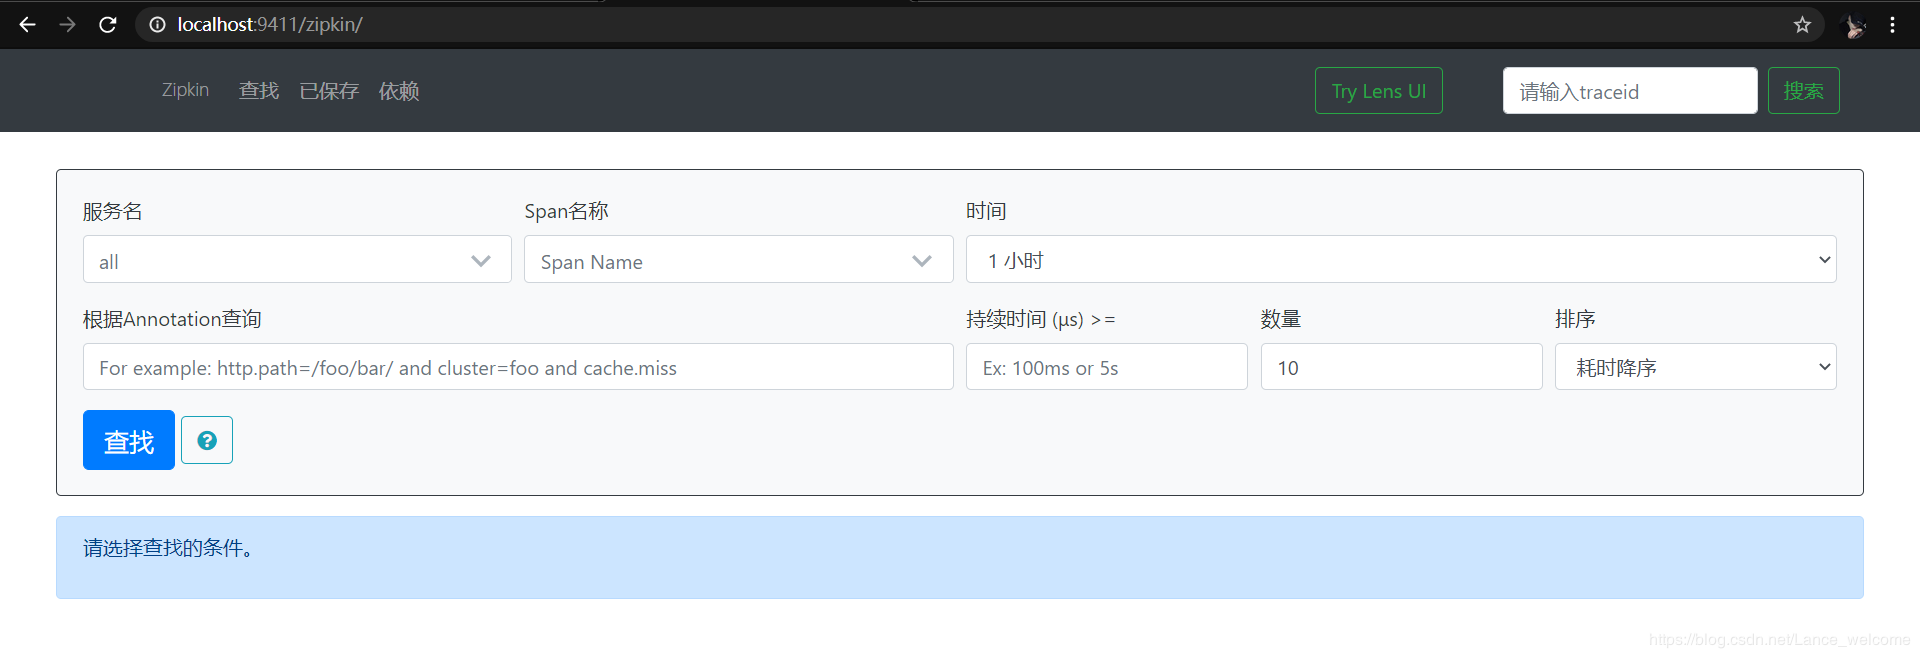 localhost:9411/zipkin/
Zipkin 查找 已保存 依赖 Try Lens UI 请输入traceid 搜索
服务名 Span名称 时间
all Span Name 1 小时
根据Annotation查询 持续时间 (μs) >= 数量 排序
For example: http.path=/foo/bar/ and cluster=foo and cache.miss Ex: 100ms or 5s 10 耗时降序
查找 ?
请选择查找的条件。
https://blog.csdn.net/Lance_welcome